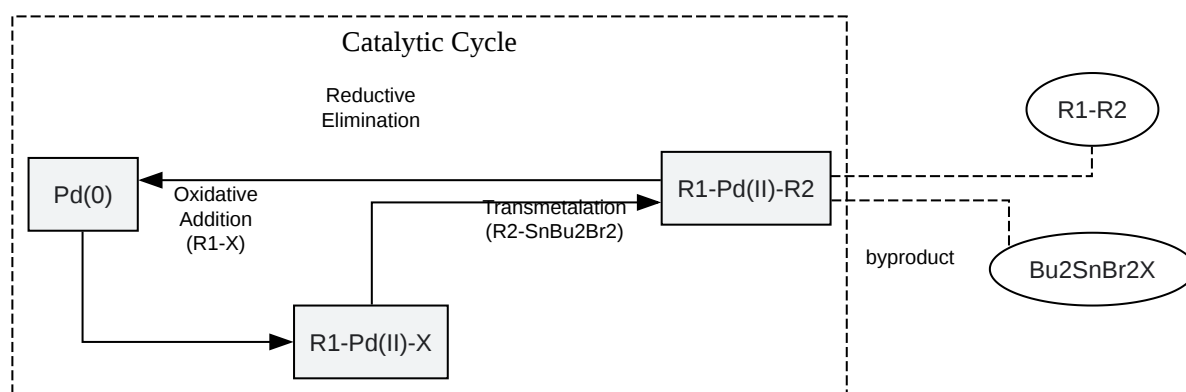 Catalytic Cycle
Reductive
Elimination
R1-R2
Pd(0)
Oxidative
Addition
(R1-X)
Transmetalation
(R2-SnBu2Br2)
R1-Pd(II)-R2
byproduct
Bu2SnBr2X
R1-Pd(II)-X